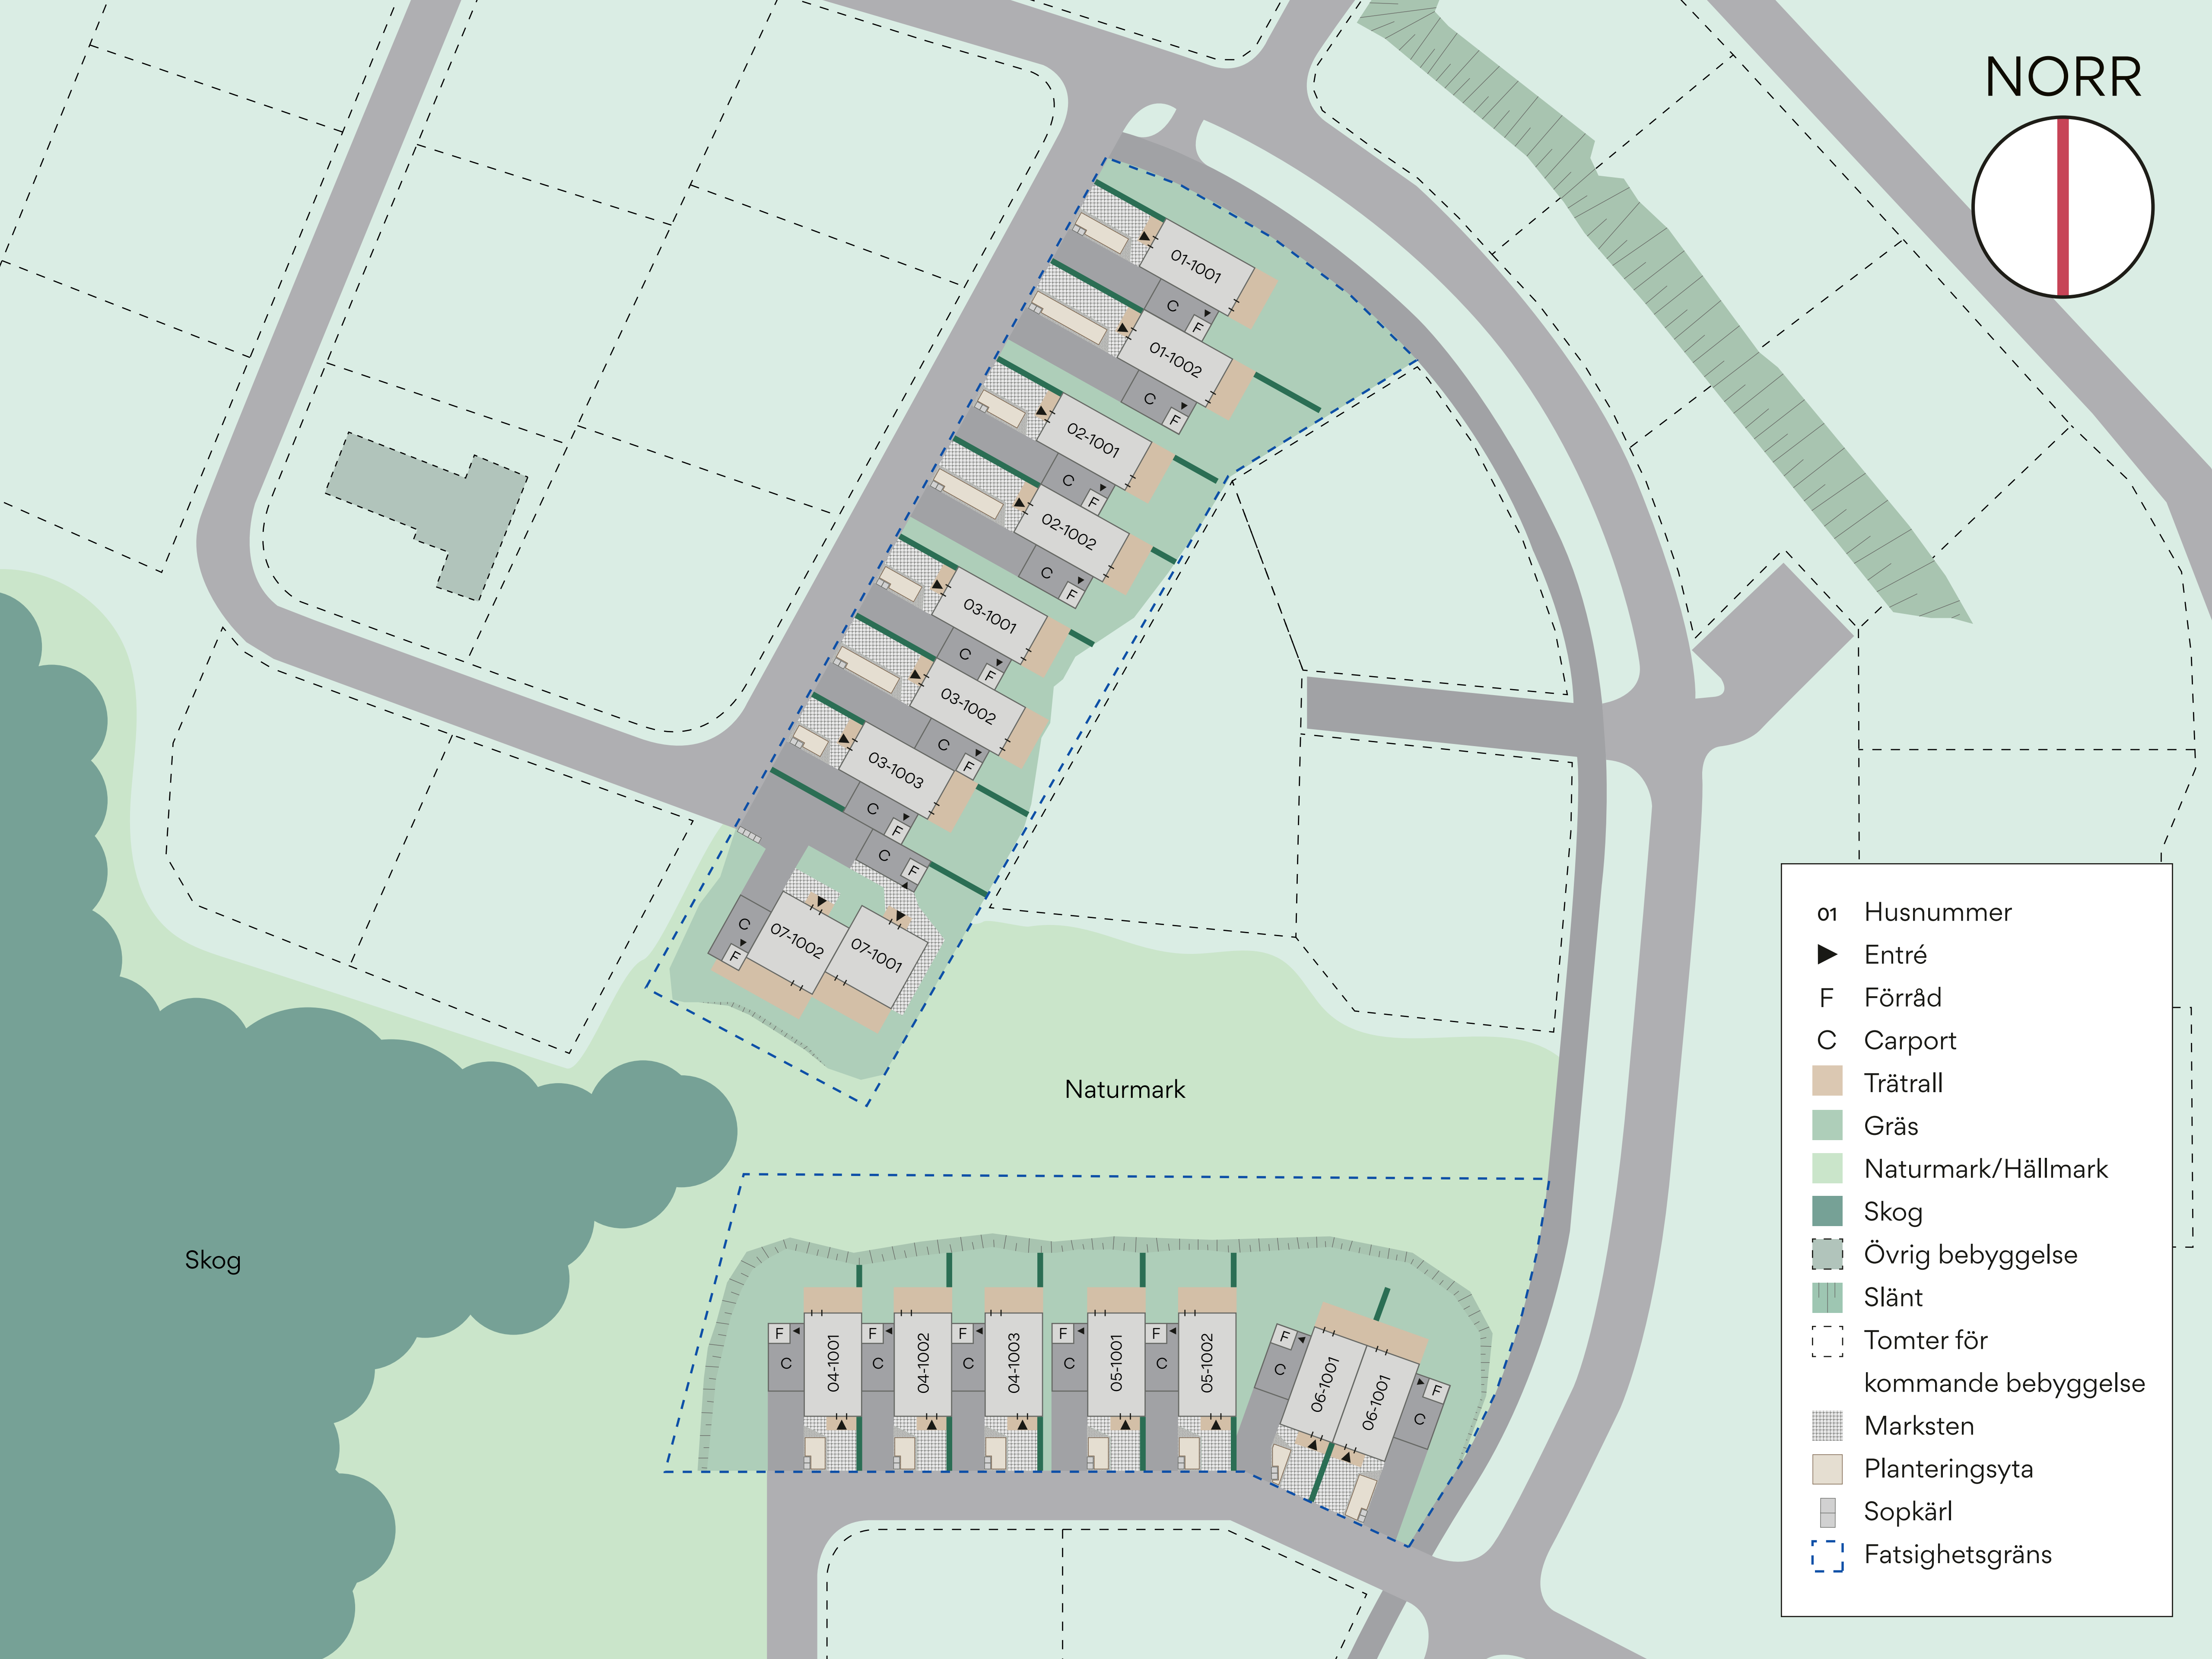 NORR
01-1001
C
F
01-1002
C
F
02-1001
C
F
02-1002
C
F
03-1001
C
F
03-1002
C
F
03-1003
C
F
C
F
07-1002
C
F
07-1001
Naturmark
Skog
F
C
04-1001
F
C
04-1002
F
C
04-1003
F
C
05-1001
F
C
05-1002
F
C
06-1001
06-1001
F
C
01 Husnummer
Entré
F Förråd
C Carport
Trätrall
Gräs
Naturmark/Hällmark
Skog
Övrig bebyggelse
Slänt
Tomter för
kommande bebyggelse
Marksten
Planteringsyta
Sopkärl
Fatsighetsgräns